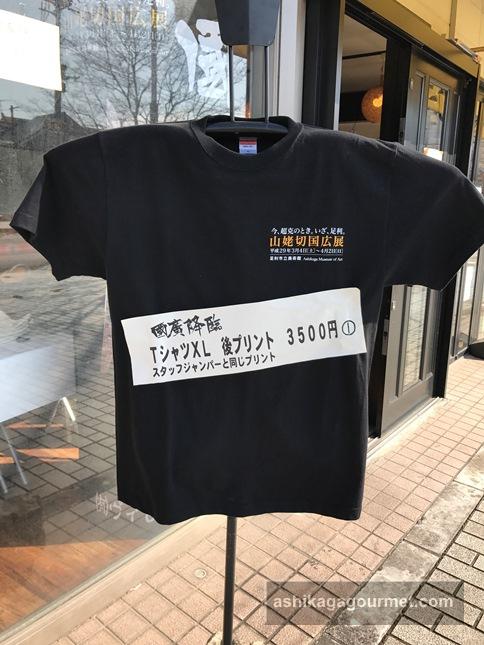 国広展
今、超克のとき。いざ、足利。
山姥切国広展
平成29年3月4日(土)〜4月2日(日)
足利市立美術館 Ashikaga Museum of Art
國廣降臨
TシャツXL 後プリント 3500円①
スタッフジャンパーと同じプリント
ashikagagourmet.com